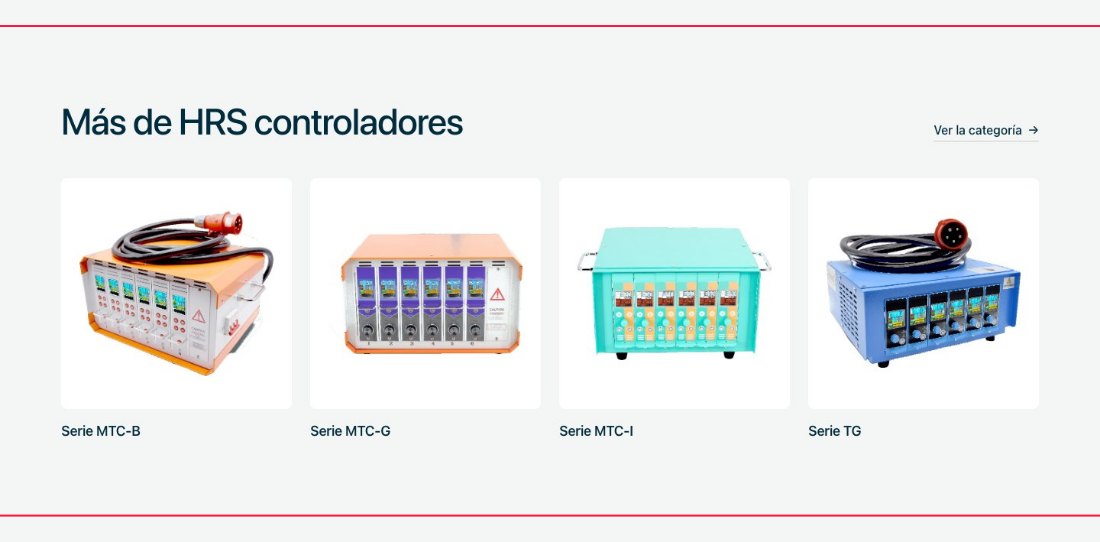 Más de HRS controladores
Ver la categoría →
Serie MTC-B
Serie MTC-G
Serie MTC-I
Serie TG